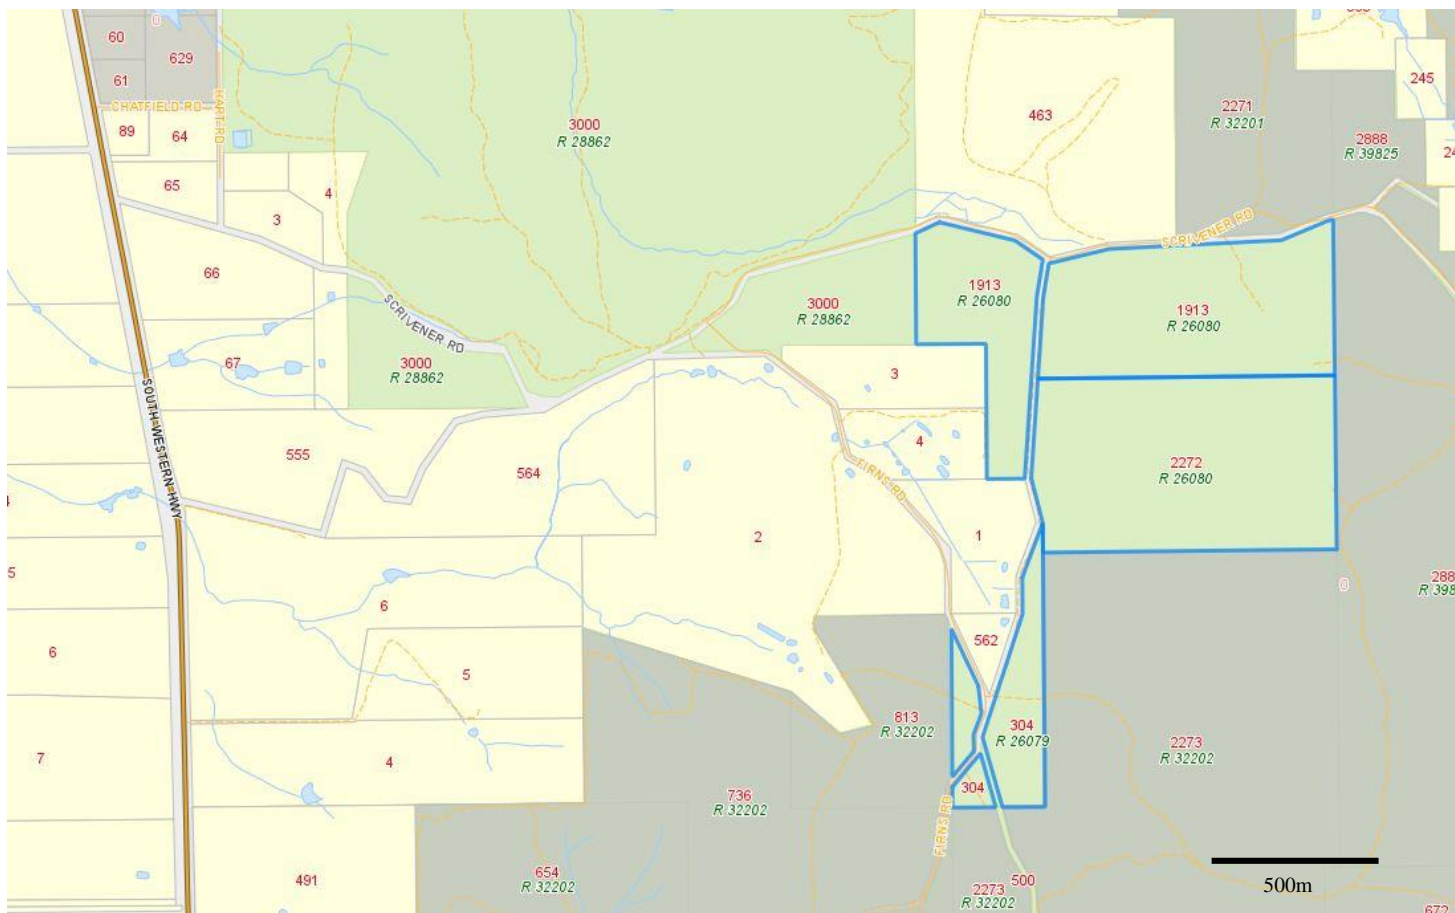 60
0
629
61
CHATFIELD RD
HART RD
89
64
65
4
3
66
67
3000
R 28862
463
2271
R 32201
2888
R 39825
245
SCRIVENER RD
1913
R 26080
SCRIVENER RD
3000
R 28862
3000
R 28862
1913
R 26080
3
4
SOUTH WESTERN HWY
555
564
FIRNS RD
2272
R 26080
2
1
5
6
0
6
562
5
7
4
813
R 32202
304
R 26079
2273
R 32202
304
736
R 32202
FIRNS RD
491
654
R 32202
500
2273
R 32202
500m